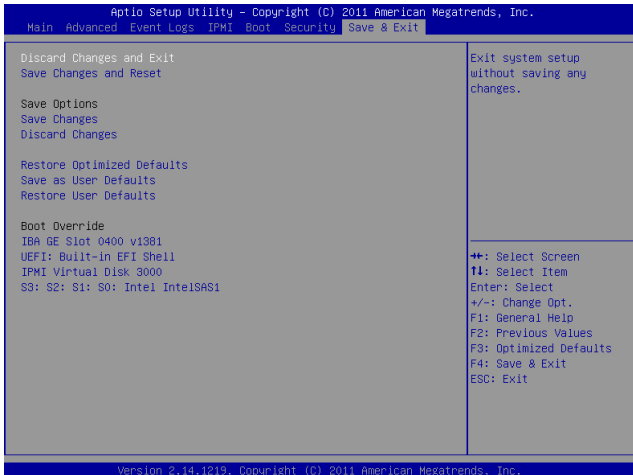 Aptio Setup Utility – Copyright (C) 2011 American Megatrends, Inc.
Main Advanced Event Logs IPMI Boot Security Save & Exit
Discard Changes and Exit
Save Changes and Reset
Save Options
Save Changes
Discard Changes
Restore Optimized Defaults
Save as User Defaults
Restore User Defaults
Boot Override
IBA GE Slot 0400 v1381
UEFI: Built-in EFI Shell
IPMI Virtual Disk 3000
S3: S2: S1: S0: Intel IntelSAS1
Exit system setup
without saving any
changes.
→←: Select Screen
↑↓: Select Item
Enter: Select
+/-: Change Opt.
F1: General Help
F2: Previous Values
F3: Optimized Defaults
F4: Save & Exit
ESC: Exit
Version 2.14.1219. Copyright (C) 2011 American Megatrends, Inc.